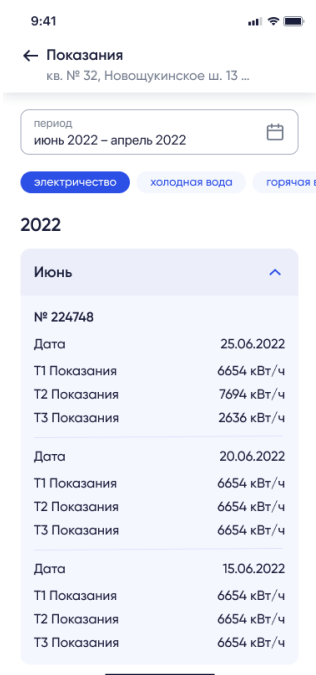 9:41
Показания
кв. № 32, Новощукинское ш. 13 ...
период
июнь 2022 – апрель 2022
электричество холодная вода горячая в
2022
Июнь
№ 224748
Дата 25.06.2022
Т1 Показания 6654 кВт/ч
Т2 Показания 7694 кВт/ч
Т3 Показания 2636 кВт/ч
Дата 20.06.2022
Т1 Показания 6654 кВт/ч
Т2 Показания 6654 кВт/ч
Т3 Показания 6654 кВт/ч
Дата 15.06.2022
Т1 Показания 6654 кВт/ч
Т2 Показания 6654 кВт/ч
Т3 Показания 6654 кВт/ч